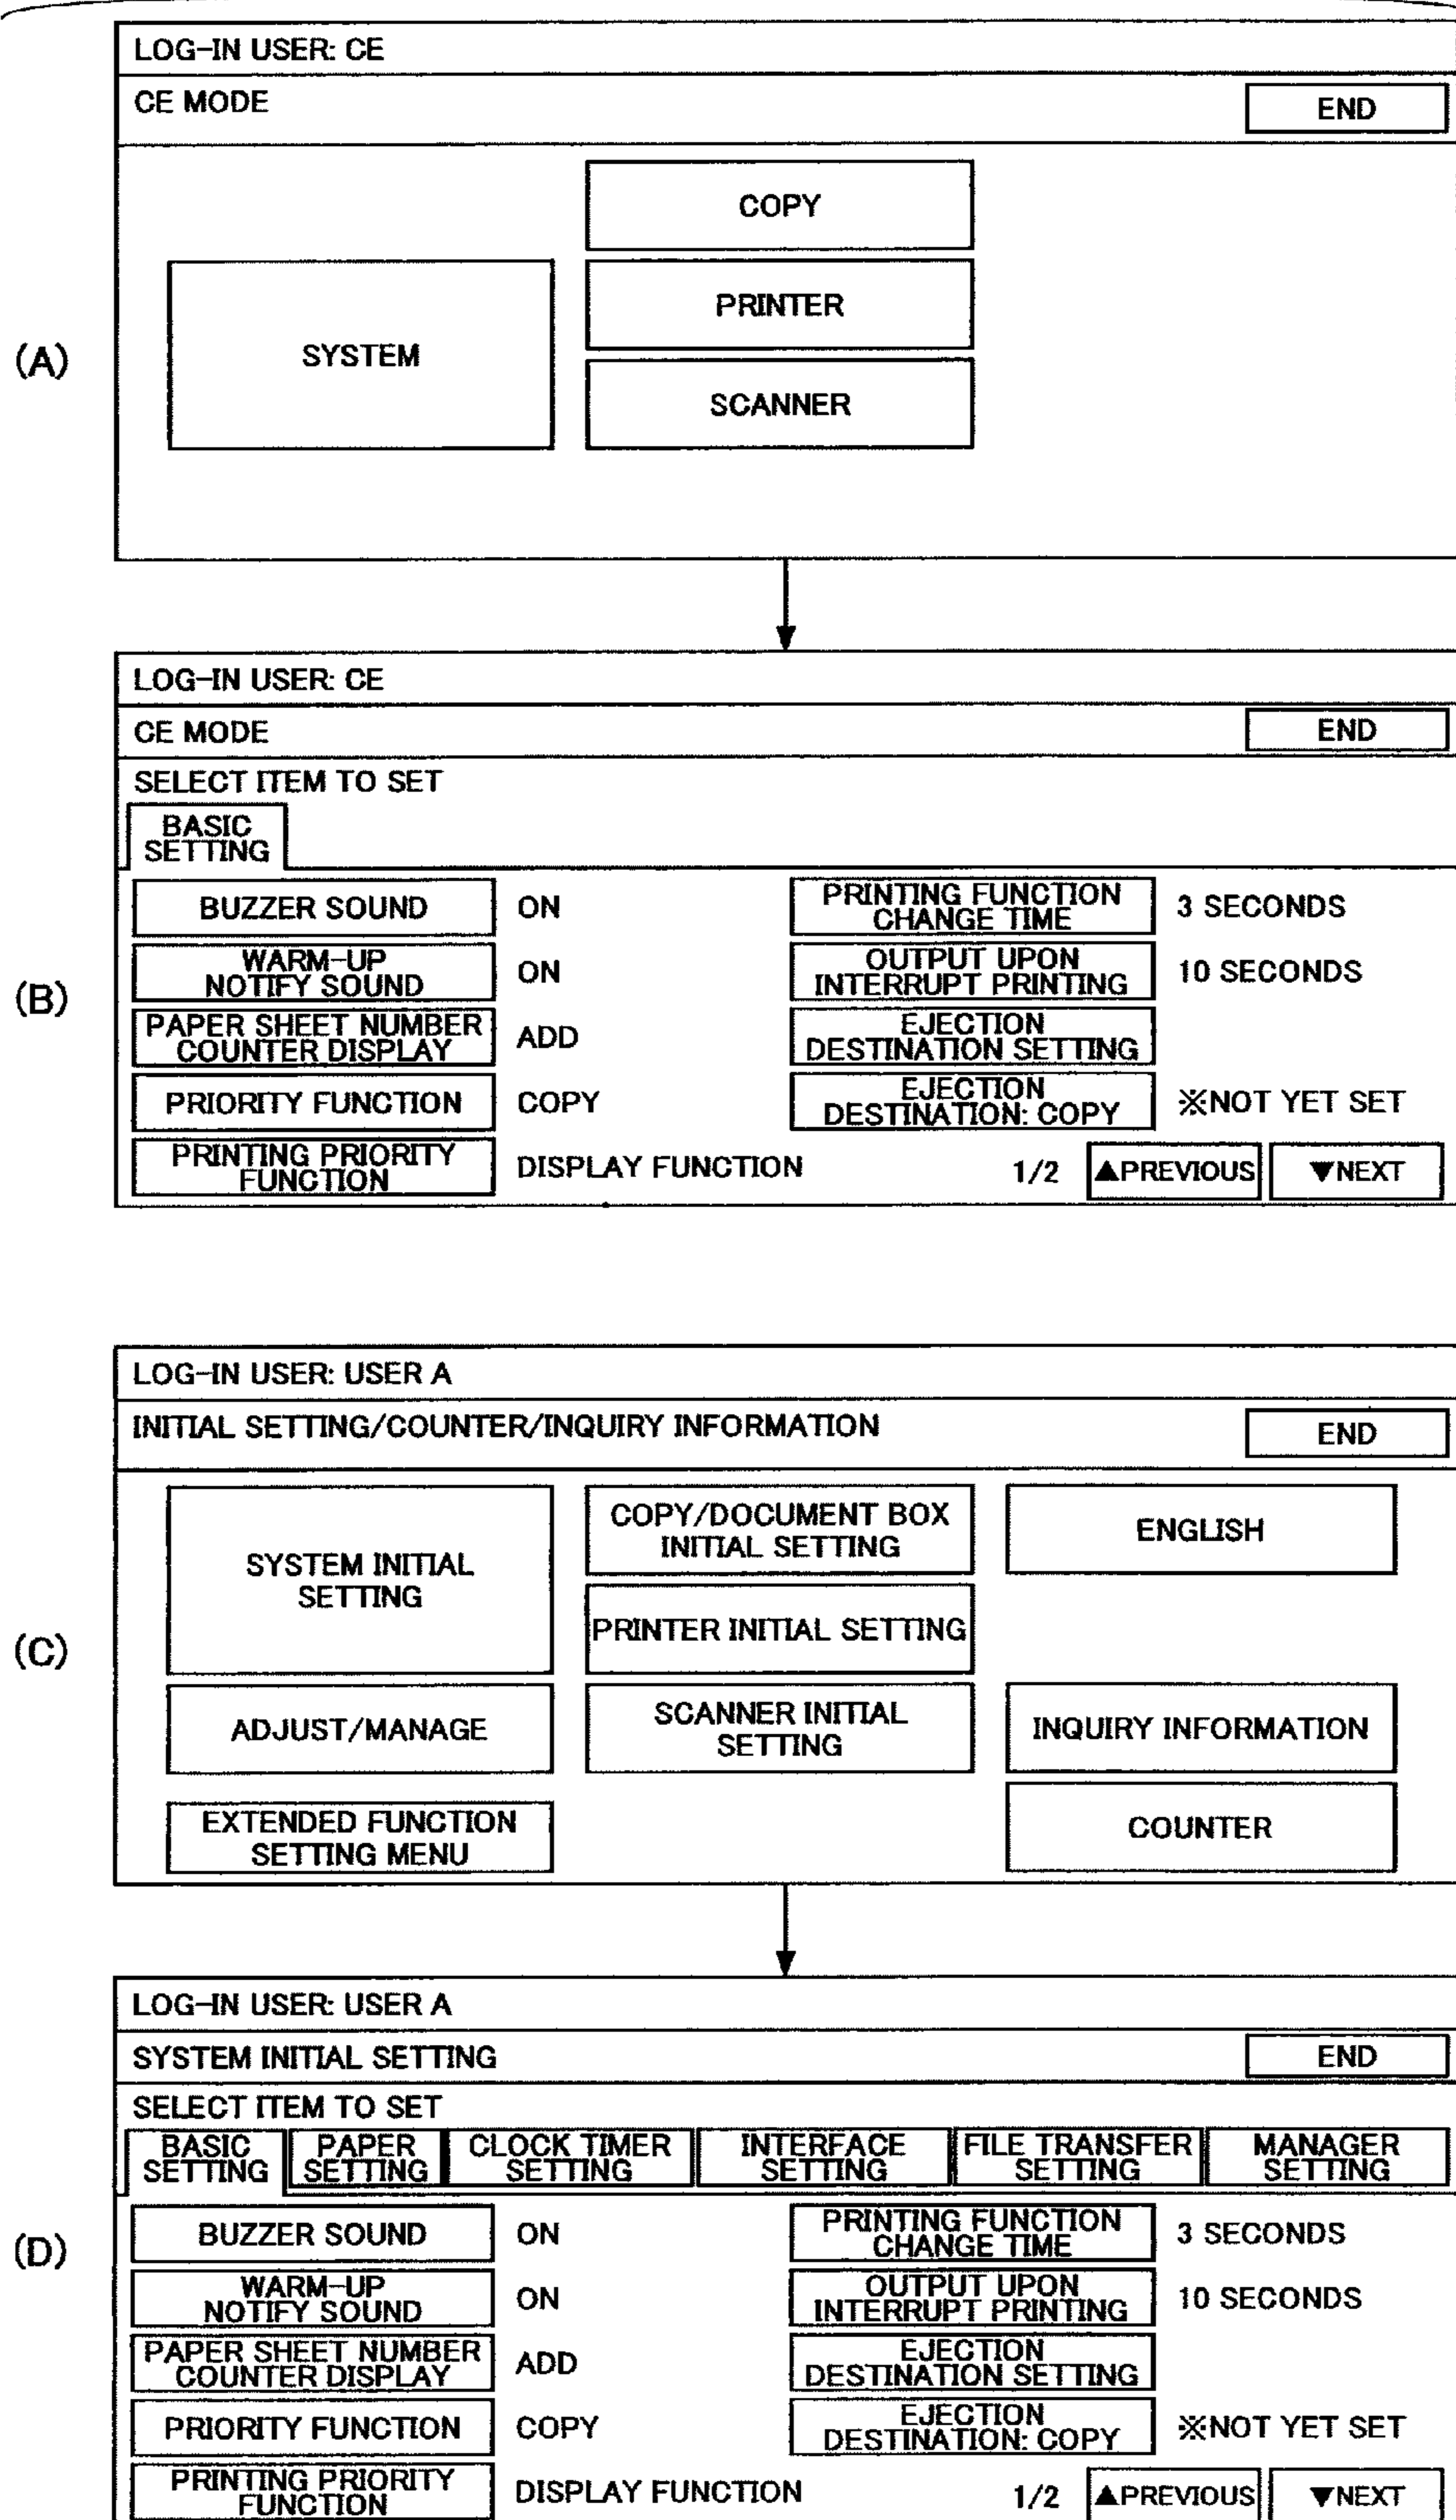 LOG-IN USER: CE
CE MODE
END
COPY
PRINTER
(A)
SYSTEM
SCANNER
LOG-IN USER: CE
CE MODE
END
SELECT ITEM TO SET
BASIC
SETTING
BUZZER SOUND
ON
PRINTING FUNCTION
CHANGE TIME
3 SECONDS
(B)
WARM-UP
NOTIFY SOUND
ON
OUTPUT UPON
INTERRUPT PRINTING
10 SECONDS
PAPER SHEET NUMBER
COUNTER DISPLAY
ADD
EJECTION
DESTINATION SETTING
PRIORITY FUNCTION
COPY
EJECTION
DESTINATION: COPY
※NOT YET SET
PRINTING PRIORITY
FUNCTION
DISPLAY FUNCTION
1/2
▲PREVIOUS
▼NEXT
LOG-IN USER: USER A
INITIAL SETTING/COUNTER/INQUIRY INFORMATION
END
SYSTEM INITIAL
SETTING
COPY/DOCUMENT BOX
INITIAL SETTING
ENGLISH
PRINTER INITIAL SETTING
(C)
ADJUST/MANAGE
SCANNER INITIAL
SETTING
INQUIRY INFORMATION
EXTENDED FUNCTION
SETTING MENU
COUNTER
LOG-IN USER: USER A
SYSTEM INITIAL SETTING
END
SELECT ITEM TO SET
BASIC
SETTING
PAPER
SETTING
CLOCK TIMER
SETTING
INTERFACE
SETTING
FILE TRANSFER
SETTING
MANAGER
SETTING
(D)
BUZZER SOUND
ON
PRINTING FUNCTION
CHANGE TIME
3 SECONDS
WARM-UP
NOTIFY SOUND
ON
OUTPUT UPON
INTERRUPT PRINTING
10 SECONDS
PAPER SHEET NUMBER
COUNTER DISPLAY
ADD
EJECTION
DESTINATION SETTING
PRIORITY FUNCTION
COPY
EJECTION
DESTINATION: COPY
※NOT YET SET
PRINTING PRIORITY
FUNCTION
DISPLAY FUNCTION
1/2
▲PREVIOUS
▼NEXT